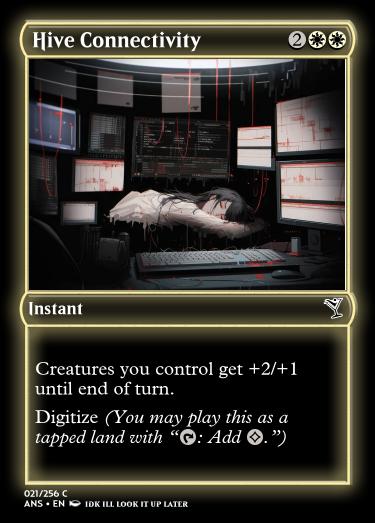 Hive Connectivity 2
Instant
Creatures you control get +2/+1
until end of turn.
Digitize (You may play this as a
tapped land with “: Add .”)
021/256 C
ANS • EN IDK ILL LOOK IT UP LATER